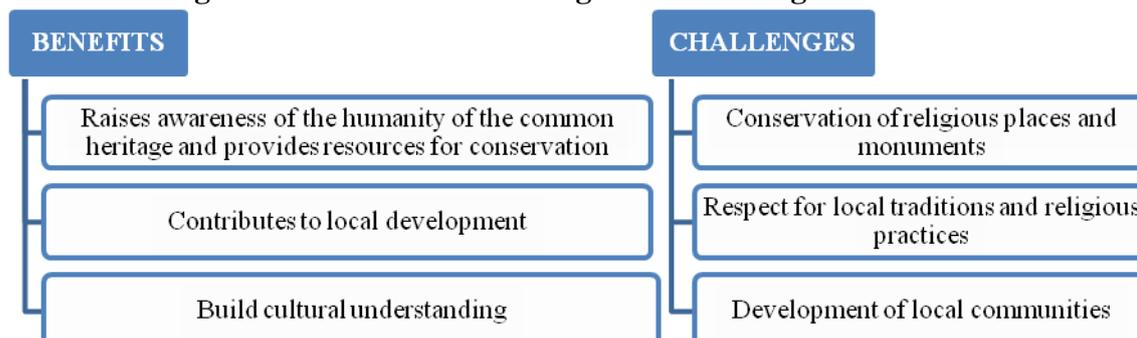 BENEFITS
Raises awareness of the humanity of the common
heritage and provides resources for conservation
Contributes to local development
Build cultural understanding
CHALLENGES
Conservation of religious places and
monuments
Respect for local traditions and religious
practices
Development of local communities